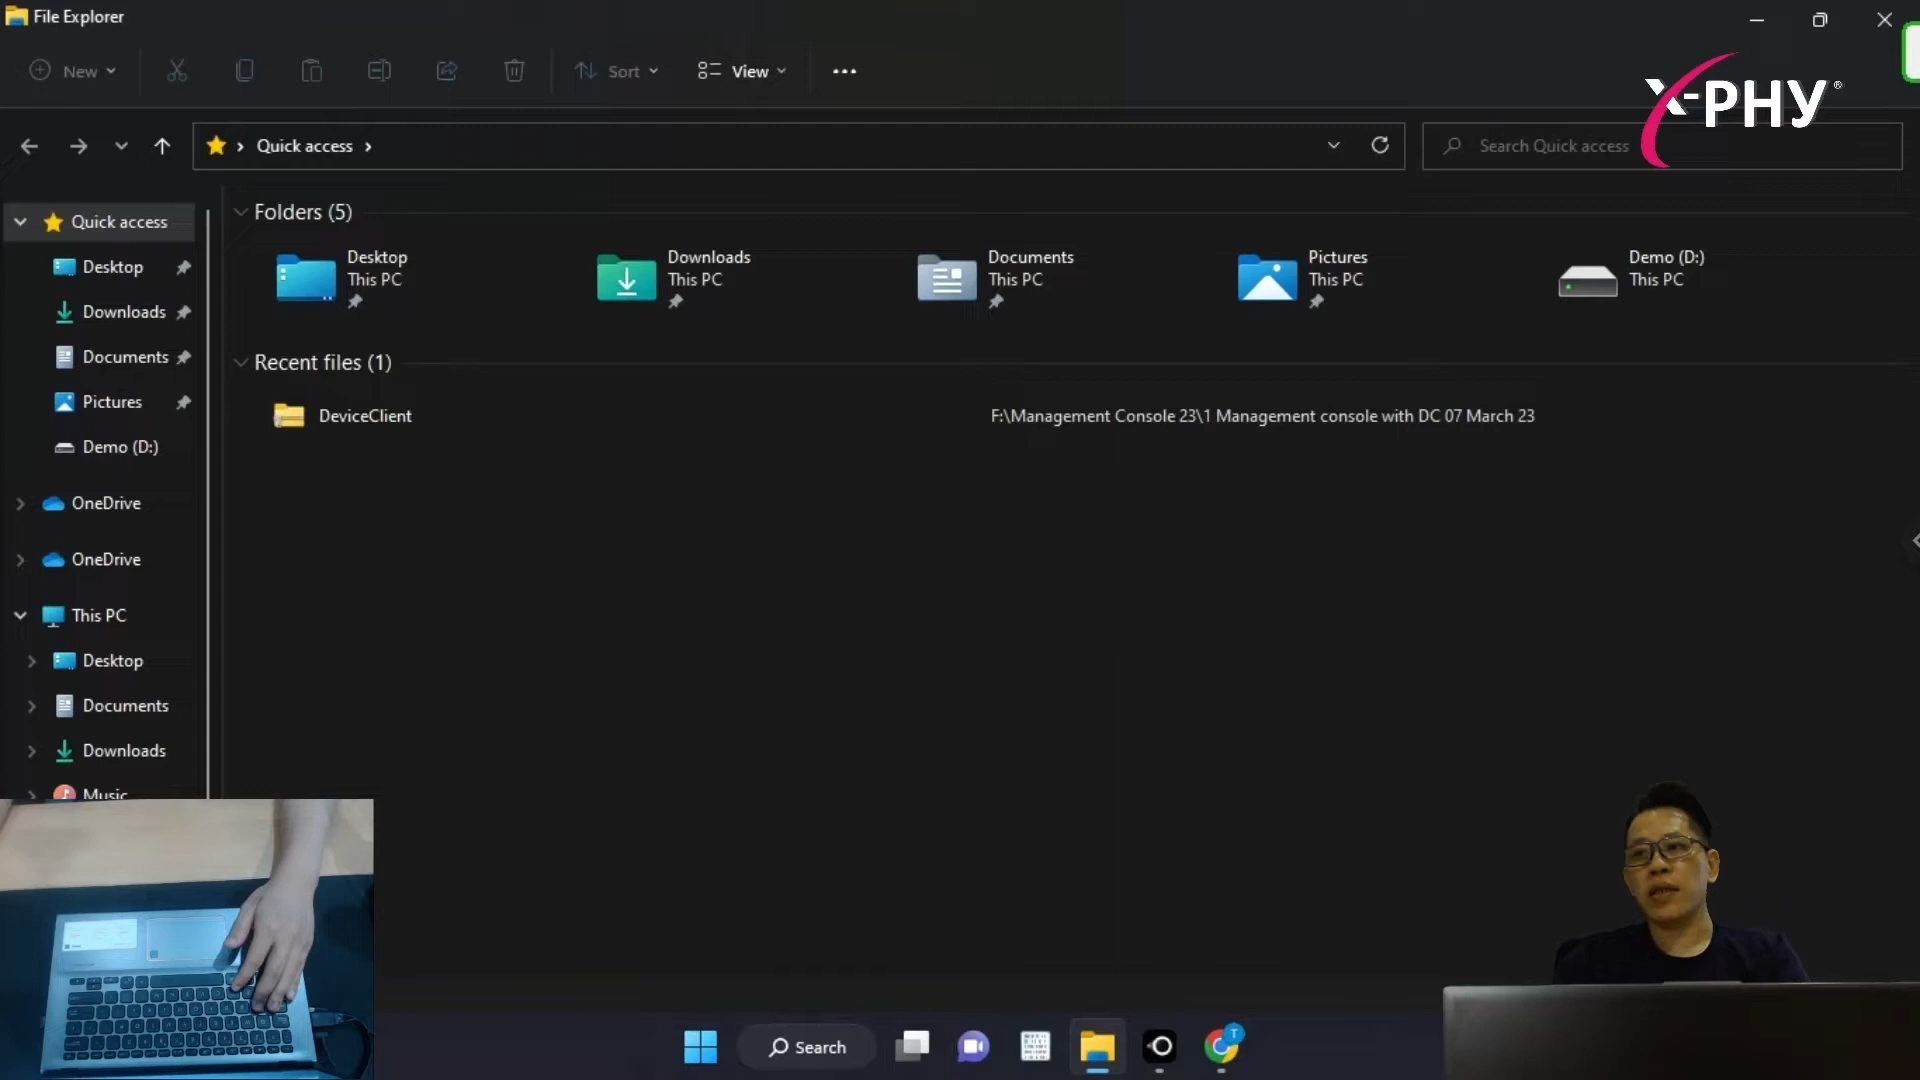 File Explorer
New
Sort
View
X-PHY®
Quick access
Search Quick access
Quick access
Desktop
Downloads
Documents
Pictures
Demo (D:)
OneDrive
OneDrive
This PC
Desktop
Documents
Downloads
Music
Folders (5)
Desktop
This PC
Downloads
This PC
Documents
This PC
Pictures
This PC
Demo (D:)
This PC
Recent files (1)
DeviceClient
F:\Management Console 23\1 Management console with DC 07 March 23
Search
T